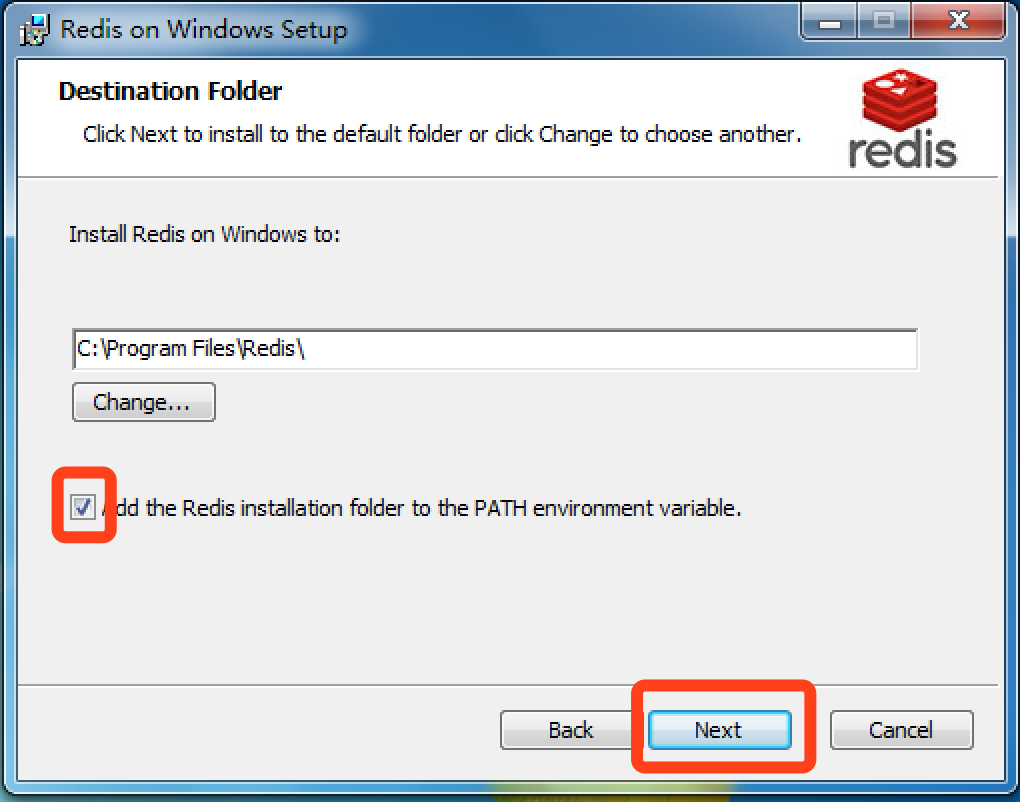 Redis on Windows Setup
Destination Folder
Click Next to install to the default folder or click Change to choose another.
redis
Install Redis on Windows to:
C:\Program Files\Redis\
Change...
Add the Redis installation folder to the PATH environment variable.
Back
Next
Cancel